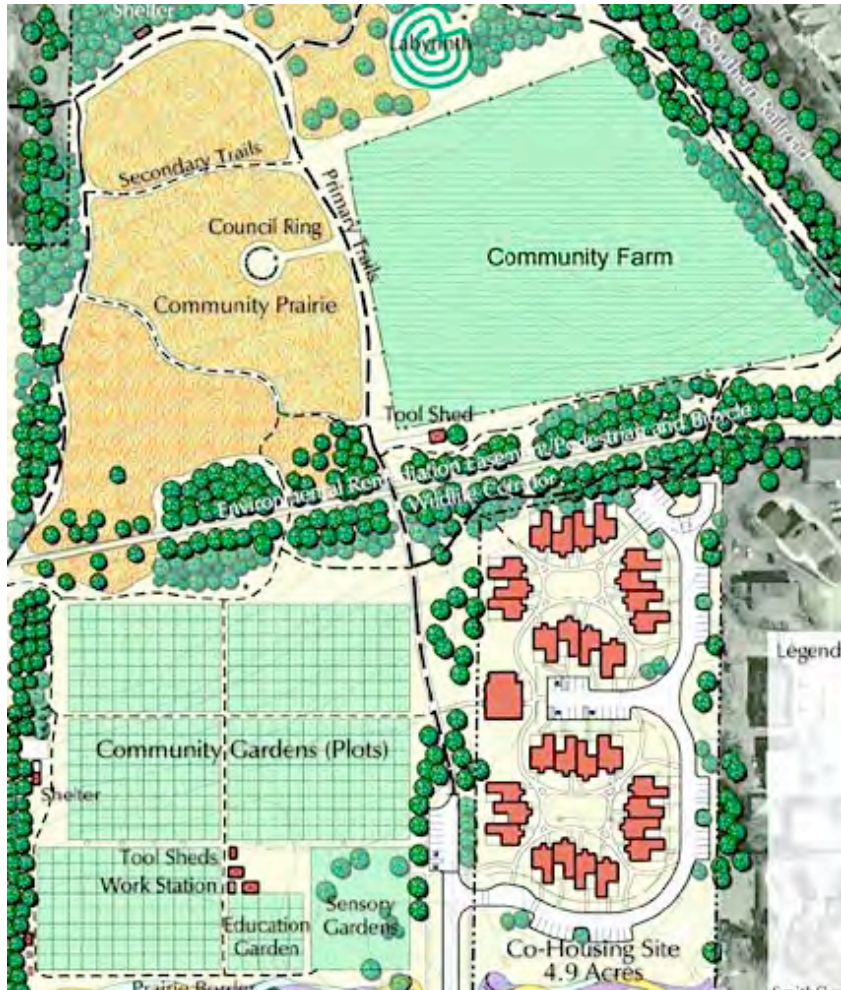 Shelter
Labyrinth
& Southern Railroad
Secondary Trails
Primary Trails
Council Ring
Community Farm
Community Prairie
Tool Shed
Environmental Remediation Easement/Pedestrian and Bicycle
Wildlife Corridor
Legend
Community Gardens (Plots)
Shelter
Tool Sheds
Work Station
Sensory
Gardens
Education
Garden
Co-Housing Site
4.9 Acres
Prairie Border